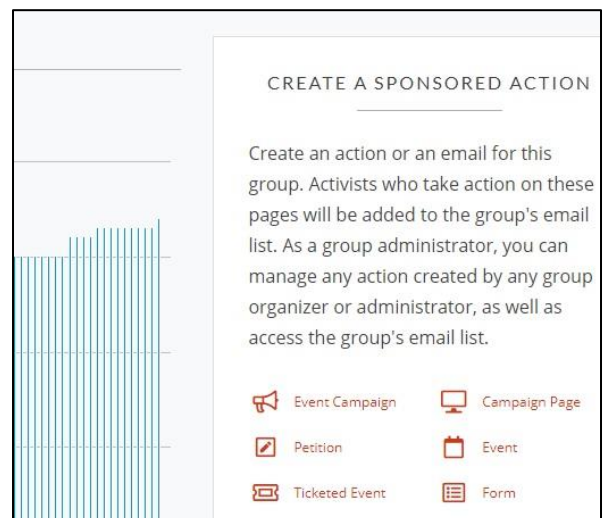 CREATE A SPONSORED ACTION
Create an action or an email for this
group. Activists who take action on these
pages will be added to the group's email
list. As a group administrator, you can
manage any action created by any group
organizer or administrator, as well as
access the group's email list.
Event Campaign
Campaign Page
Petition
Event
Ticketed Event
Form